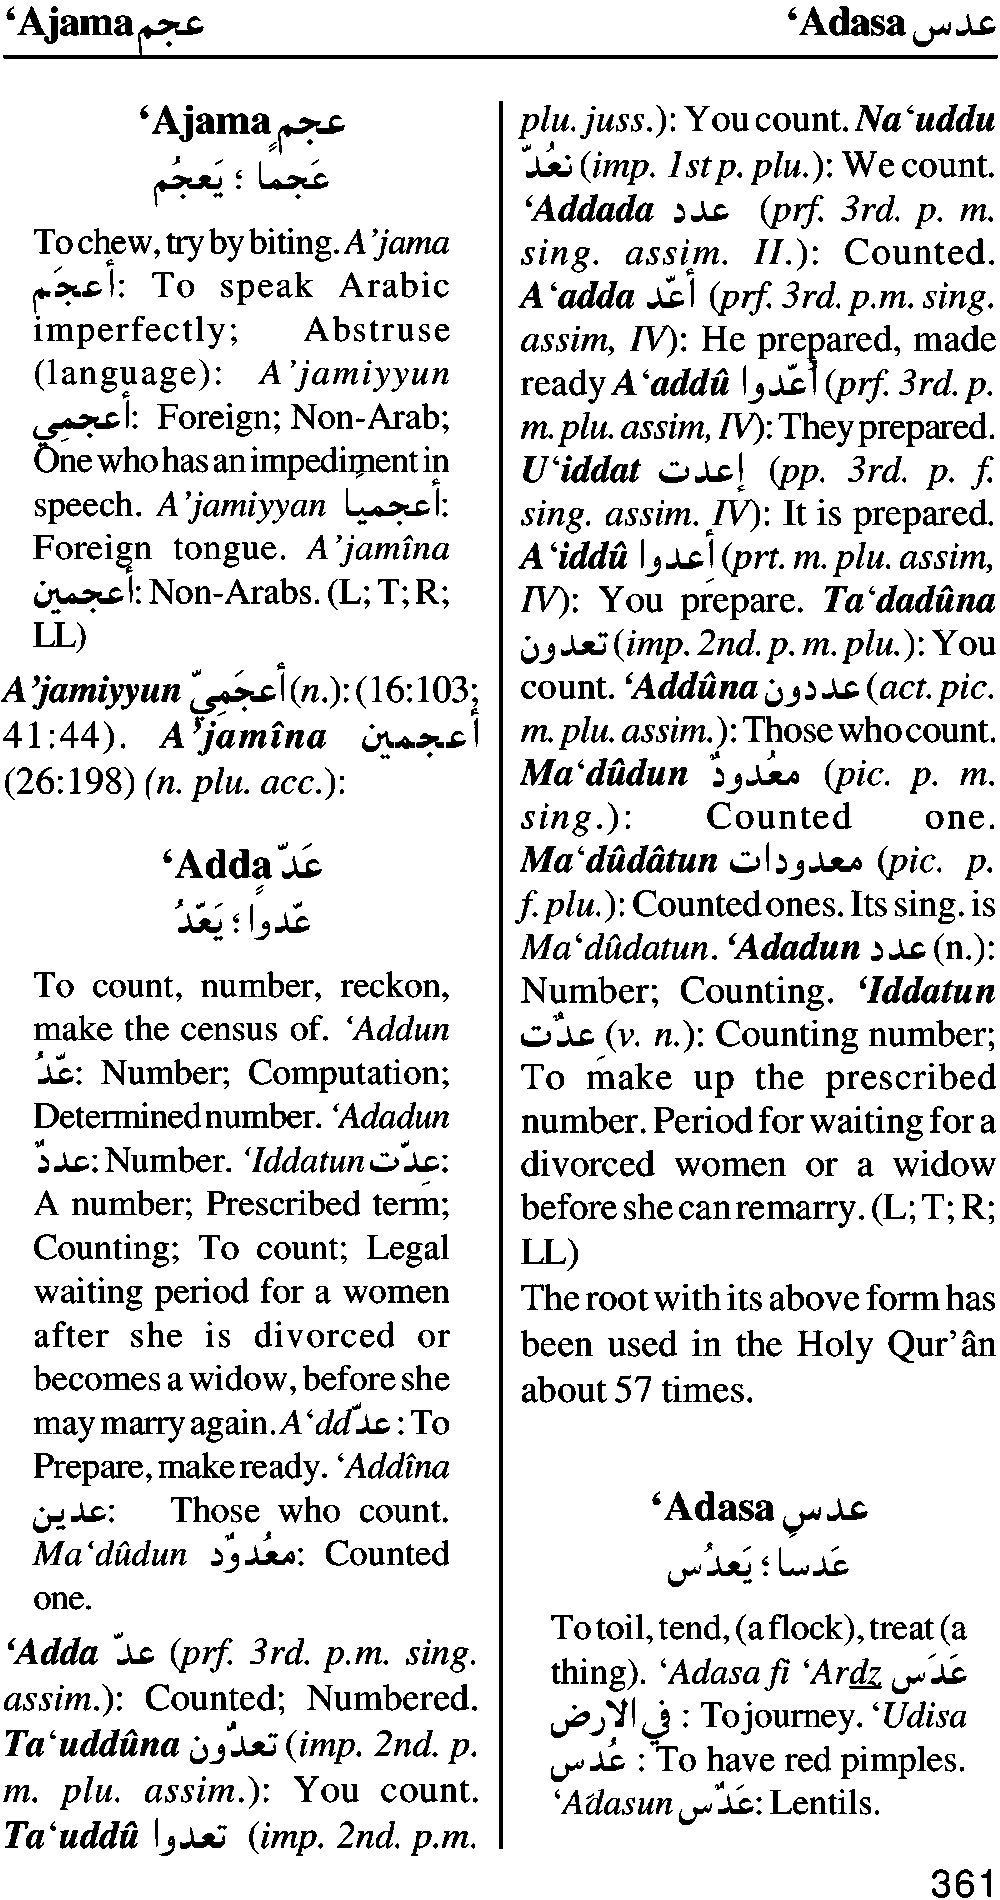 ‘Ajama عجم
‘Adasa عدس
‘Ajama عجم
عَجماً ؛ يَعجُم
To chew, try by biting. A’jama
أعجَم: To speak Arabic
imperfectly; Abstruse
(language): A’jamiyyun
أعجمِي: Foreign; Non-Arab;
One who has an impediment in
speech. A’jamiyyan أعجمياً:
Foreign tongue. A’jamîna
أعجمين: Non-Arabs. (L; T; R;
LL)
A’jamiyyun أعجَمِيّ (n.): (16:103;
41:44). A’jamîna أعجمين
(26:198) (n. plu. acc.):
‘Adda عَدّ
عَدّواً ؛ يَعَّدُ
To count, number, reckon,
make the census of. ‘Addun
عَدُّ: Number; Computation;
Determined number. ‘Adadun
عددٌ: Number. ‘Iddatun عِدّت:
A number; Prescribed term;
Counting; To count; Legal
waiting period for a women
after she is divorced or
becomes a widow, before she
may marry again. A‘dd عدّ : To
Prepare, make ready. ‘Addîna
عدين: Those who count.
Ma‘dûdun معُدوٌد: Counted
one.
‘Adda عدّ (prf. 3rd. p.m. sing.
assim.): Counted; Numbered.
Ta‘uddûna تعدّون (imp. 2nd. p.
m. plu. assim.): You count.
Ta‘uddû تعدوا (imp. 2nd. p.m.
plu. juss.): You count. Na‘uddu
نعُدّ (imp. 1st p. plu.): We count.
‘Addada عدد (prf. 3rd. p. m.
sing. assim. II.): Counted.
A‘adda أعَدّ (prf. 3rd. p.m. sing.
assim, IV): He prepared, made
ready A‘addû أعَدّوا (prf. 3rd. p.
m. plu. assim, IV): They prepared.
U‘iddat إعدت (pp. 3rd. p. f.
sing. assim. IV): It is prepared.
A‘iddû أعِدوا (prt. m. plu. assim,
IV): You prepare. Ta‘dadûna
تعدون (imp. 2nd. p. m. plu.): You
count. ‘Addûna عددون (act. pic.
m. plu. assim.): Those who count.
Ma‘dûdun معُدودٌ (pic. p. m.
sing.): Counted one.
Ma‘dûdâtun معدودات (pic. p.
f. plu.): Counted ones. Its sing. is
Ma‘dûdatun. ‘Adadun عدد (n.):
Number; Counting. ‘Iddatun
عِدّت (v. n.): Counting number;
To make up the prescribed
number. Period for waiting for a
divorced women or a widow
before she can remarry. (L; T; R;
LL)
The root with its above form has
been used in the Holy Qur’ân
about 57 times.
‘Adasa عدس
عَدساً ؛ يَعدُس
To toil, tend, (a flock), treat (a
thing). ‘Adasa fi ‘Ardz عَدَس
في الارض : To journey. ‘Udisa
عُدس : To have red pimples.
‘Adasun عَدّس: Lentils.
361